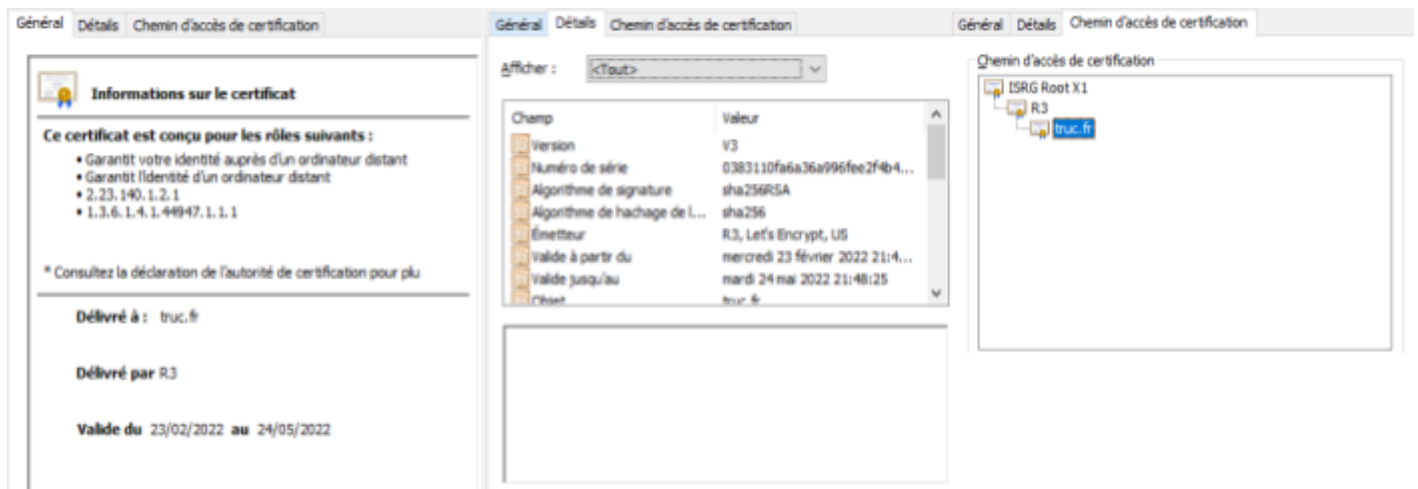 Général Détails Chemin d'accès de certification
Informations sur le certificat
Ce certificat est conçu pour les rôles suivants :
• Garantit votre identité auprès d'un ordinateur distant
• Garantit l'identité d'un ordinateur distant
• 2.23.140.1.2.1
• 1.3.6.1.4.1.44947.1.1.1
* Consultez la déclaration de l'autorité de certification pour plu
Délivré à : truc.fr
Délivré par R3
Valide du 23/02/2022 au 24/05/2022
Général Détails Chemin d'accès de certification
Afficher : <Tout>
Champ Valeur
Version V3
Numéro de série 0383110fa6a36a996fee2f4b4...
Algorithme de signature sha256RSA
Algorithme de hachage de l... sha256
Émetteur R3, Let's Encrypt, US
Valide à partir du mercredi 23 février 2022 21:4...
Valide jusqu'au mardi 24 mai 2022 21:48:25
Objet truc.fr
Général Détails Chemin d'accès de certification
Chemin d'accès de certification
ISRG Root X1
R3
truc.fr